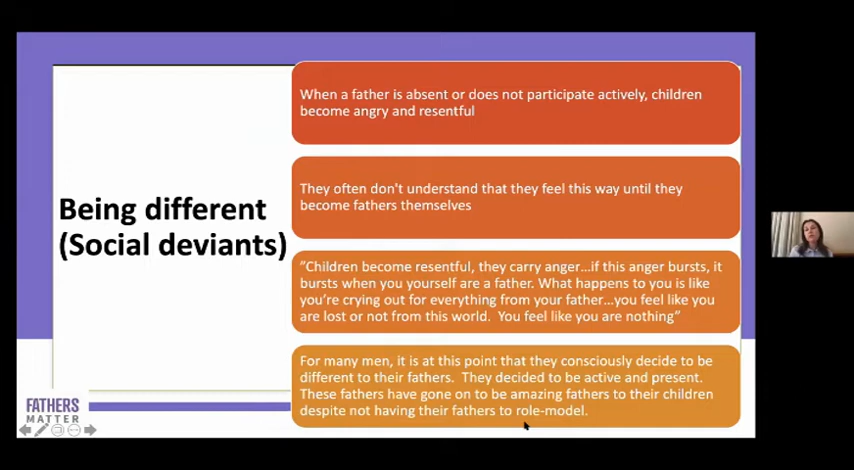 Being different
(Social deviants)
When a father is absent or does not participate actively, children
become angry and resentful
They often don't understand that they feel this way until they
become fathers themselves
"Children become resentful, they carry anger…if this anger bursts, it
bursts when you yourself are a father. What happens to you is like
you're crying out for everything from your father…you feel like you
are lost or not from this world.  You feel like you are nothing"
For many men, it is at this point that they consciously decide to be
different to their fathers.  They decided to be active and present.
These fathers have gone on to be amazing fathers to their children
despite not having their fathers to role-model.
FATHERS
MATTER